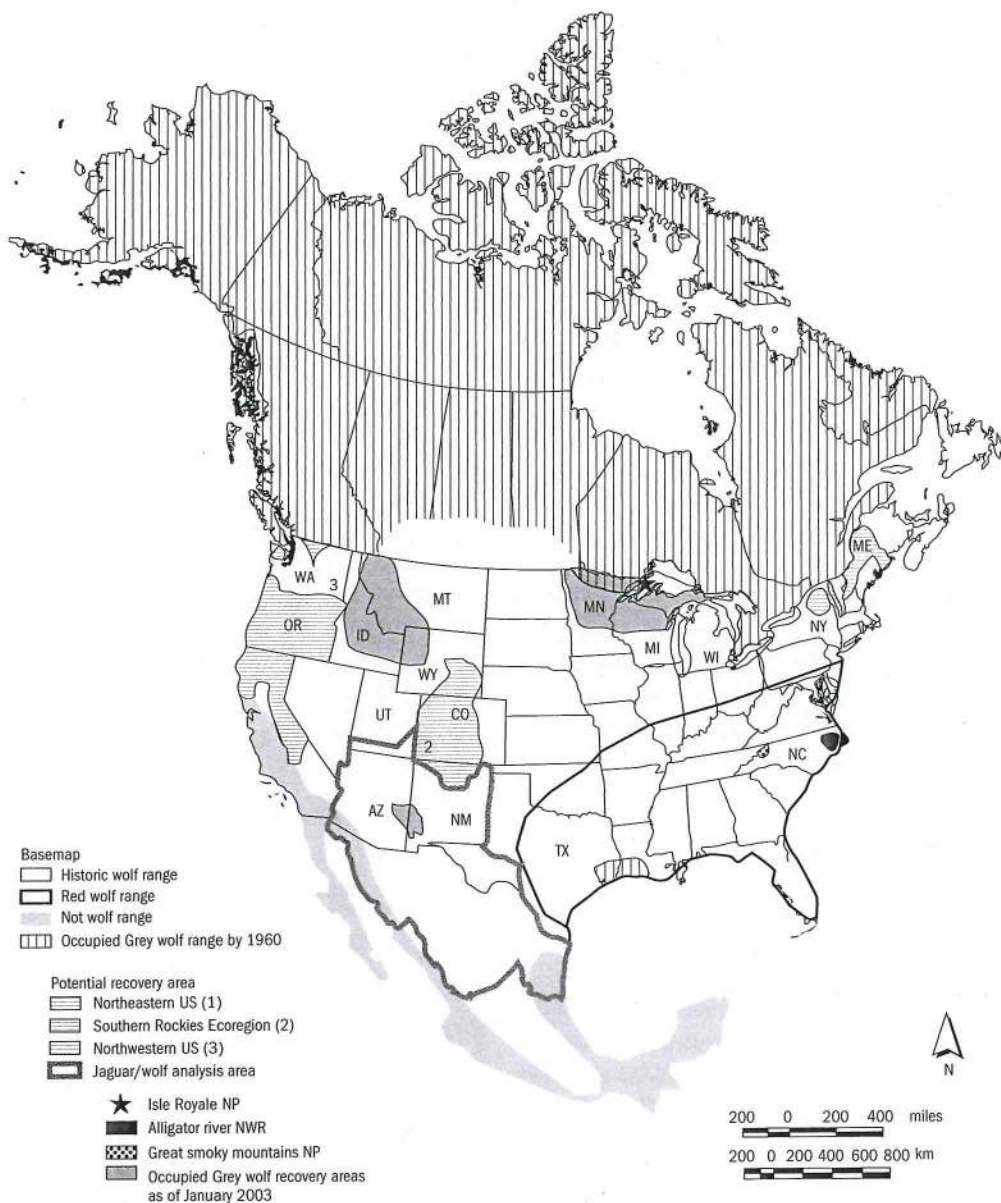 ME
WA
3
MT
MN
OR
ID
NY
MI
WI
WY
UT
CO
2
NC
AZ
NM
TX
Basemap
Historic wolf range
Red wolf range
Not wolf range
Occupied Grey wolf range by 1960
Potential recovery area
Northeastern US (1)
Southern Rockies Ecoregion (2)
Northwestern US (3)
Jaguar/wolf analysis area
Isle Royale NP
Alligator river NWR
Great smoky mountains NP
Occupied Grey wolf recovery areas
as of January 2003
N
200 0 200 400 miles
200 0 200 400 600 800 km